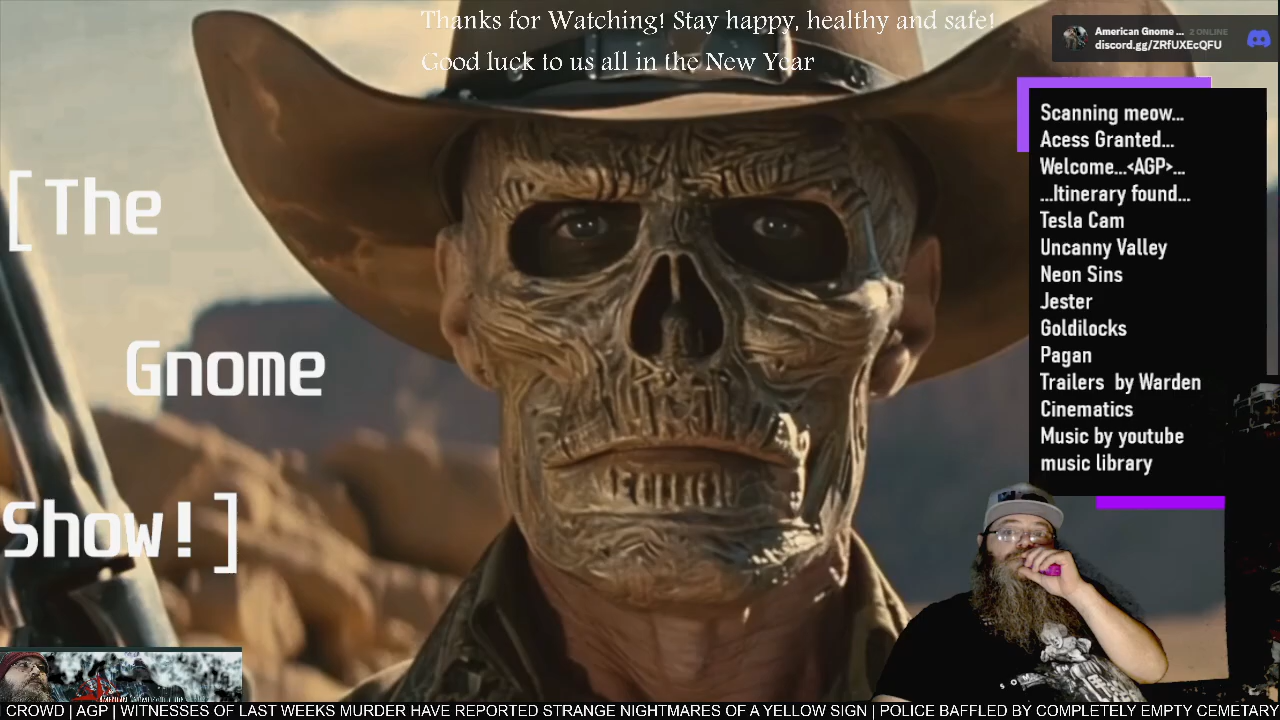 Thanks for Watching! Stay happy, healthy and safe!
Good luck to us all in the New Year
American Gnome ... 2 ONLINE
discord.gg/ZRfUXEcQFU
[ The
Gnome
Show! ]
Scanning meow...
Acess Granted...
Welcome...<AGP>...
...Itinerary found...
Tesla Cam
Uncanny Valley
Neon Sins
Jester
Goldilocks
Pagan
Trailers by Warden
Cinematics
Music by youtube
music library
CROWD | AGP | WITNESSES OF LAST WEEKS MURDER HAVE REPORTED STRANGE NIGHTMARES OF A YELLOW SIGN | POLICE BAFFLED BY COMPLETELY EMPTY CEMETARY